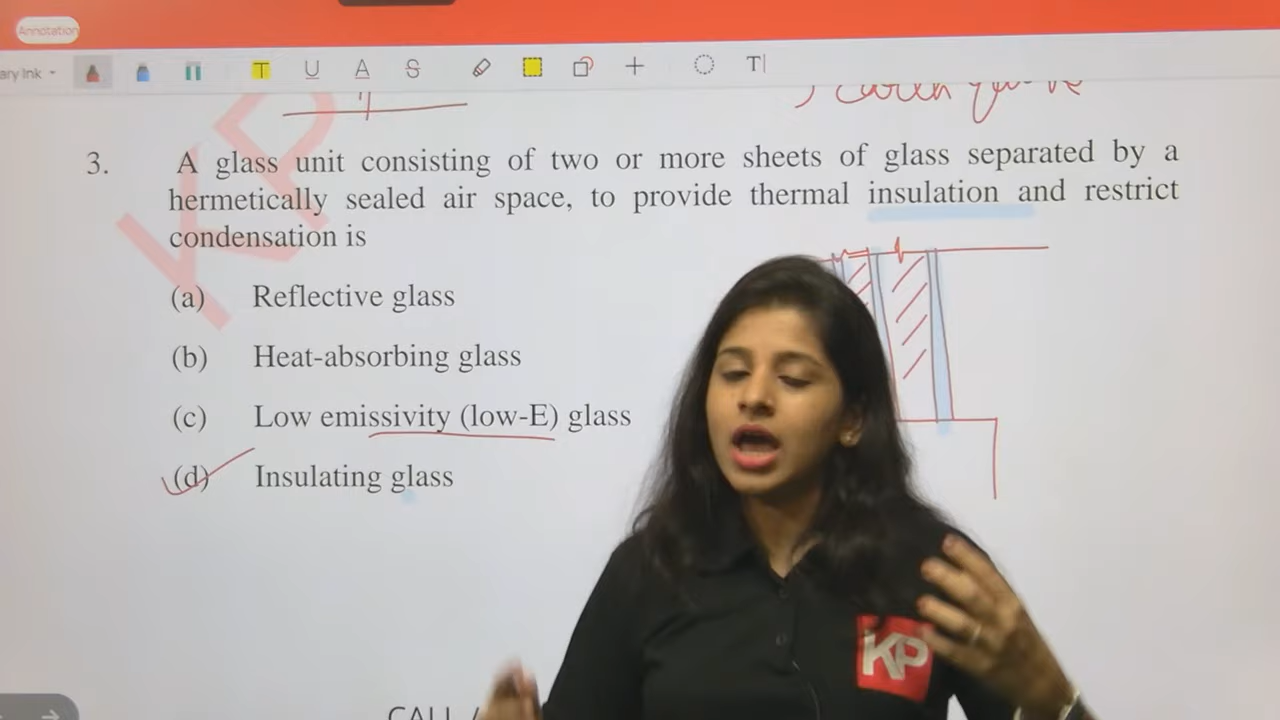 Annotation
ary Ink
T U A S T
3. A glass unit consisting of two or more sheets of glass separated by a
hermetically sealed air space, to provide thermal insulation and restrict
condensation is
(a) Reflective glass
(b) Heat-absorbing glass
(c) Low emissivity (low-E) glass
(d) Insulating glass
KP
KP
CALL